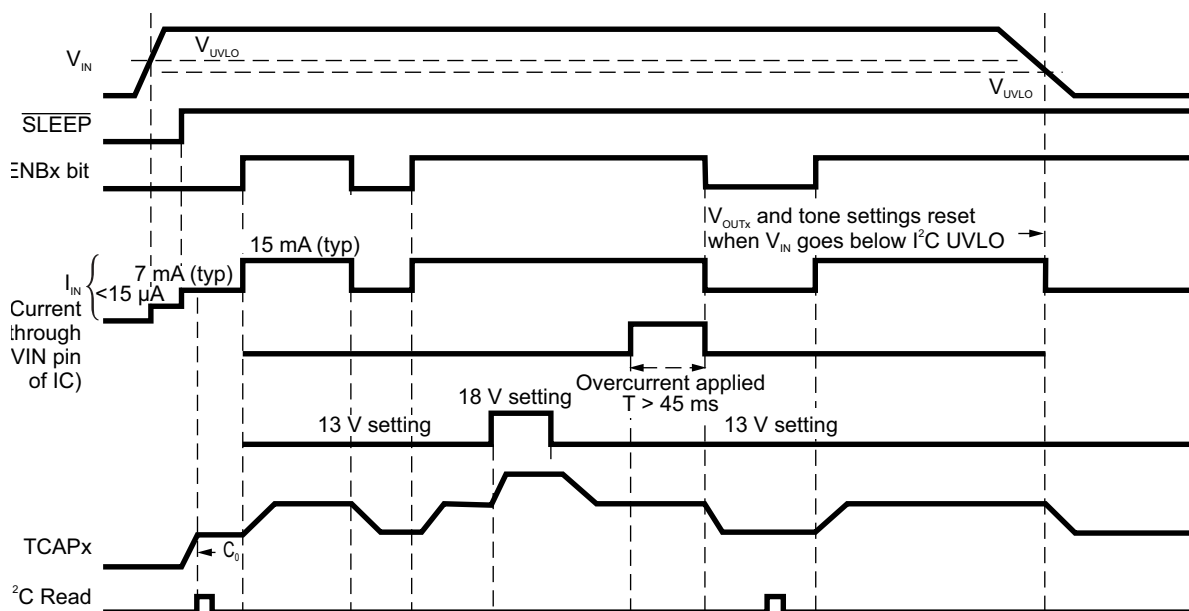 V_IN
V_UVLO
V_UVLO
SLEEP
ENBx bit
V_OUTx and tone settings reset
when V_IN goes below I²C UVLO
15 mA (typ)
7 mA (typ)
<15 µA
I_IN
Current
through
VIN pin
of IC)
Overcurrent applied
T > 45 ms
18 V setting
13 V setting
13 V setting
TCAPx
C₀
²C Read